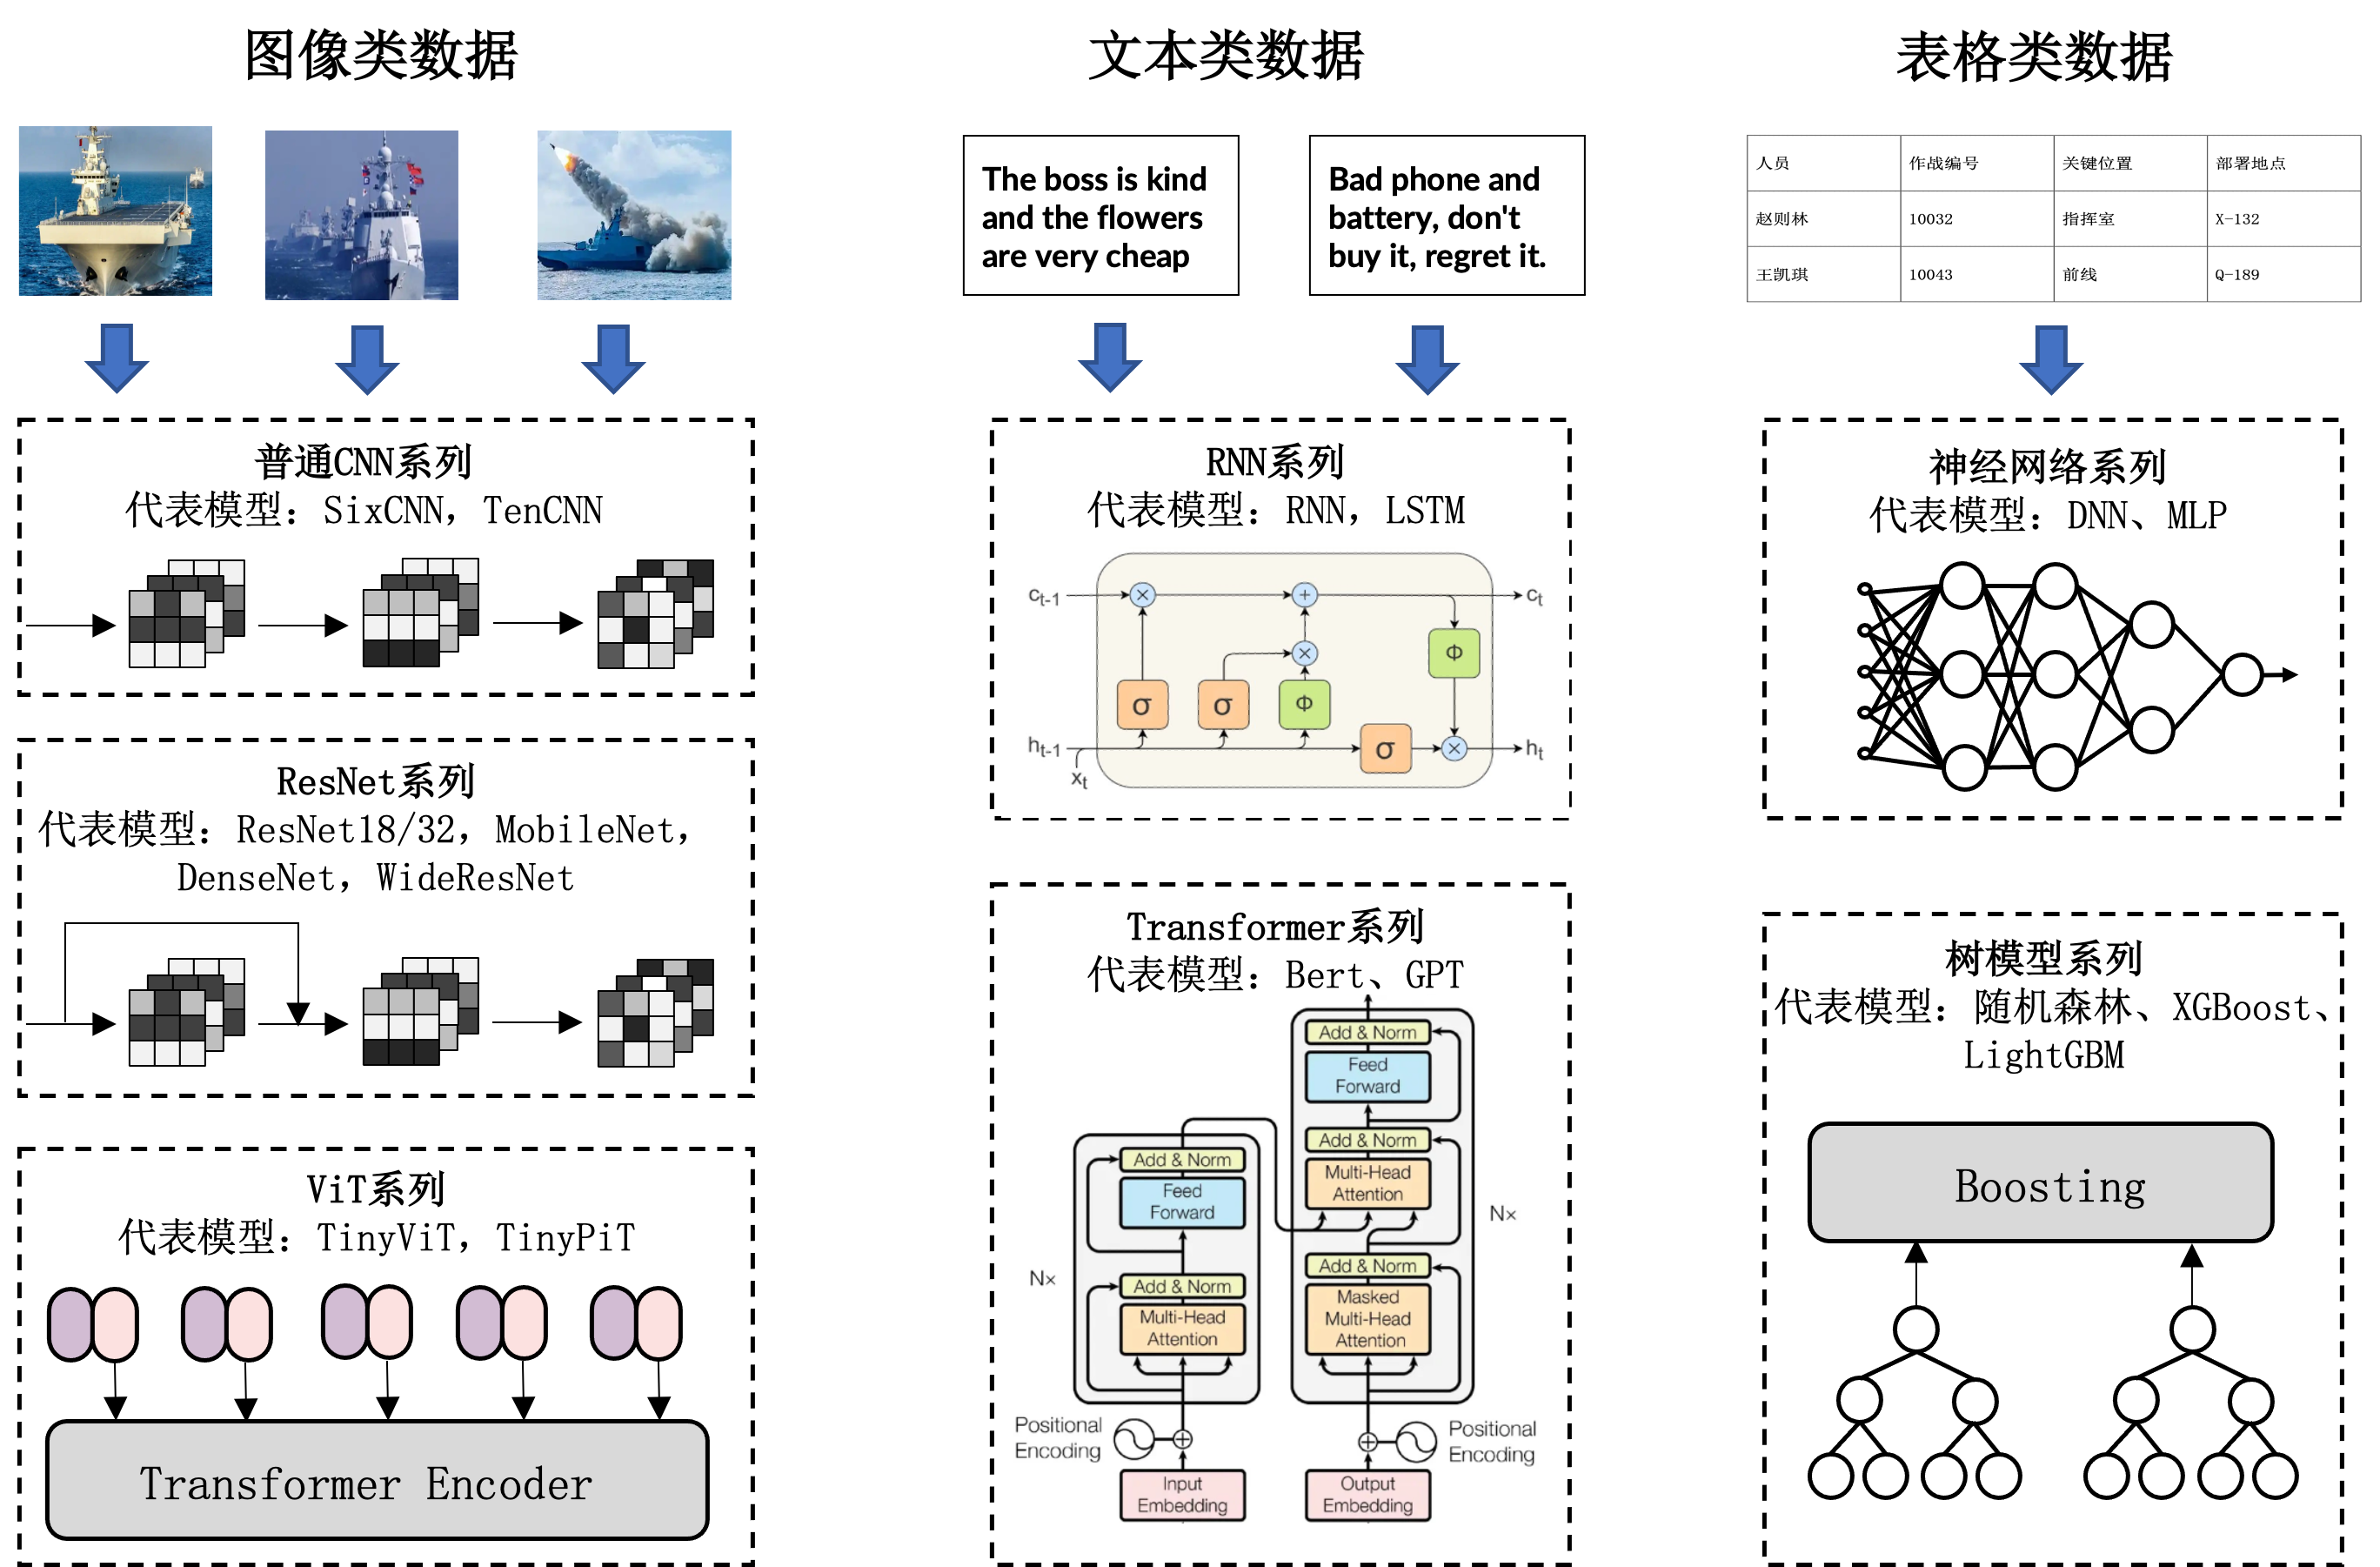 图像类数据
普通CNN系列
代表模型：SixCNN，TenCNN
ResNet系列
代表模型：ResNet18/32，MobileNet，
DenseNet，WideResNet
ViT系列
代表模型：TinyViT，TinyPiT
Transformer Encoder
文本类数据
The boss is kind
and the flowers
are very cheap
Bad phone and
battery, don't
buy it, regret it.
RNN系列
代表模型：RNN，LSTM
ct-1 × + ct
× Φ
σ σ Φ
ht-1 σ × ht
xt
Transformer系列
代表模型：Bert、GPT
Add & Norm
Feed
Forward
Add & Norm
Multi-Head
Attention
N×
Add & Norm
Masked
Multi-Head
Attention
Add & Norm
Feed
Forward
N×
Add & Norm
Multi-Head
Attention
Positional
Encoding
Positional
Encoding
Input
Embedding
Output
Embedding
表格类数据
人员 作战编号 关键位置 部署地点
赵则林 10032 指挥室 X-132
王凯琪 10043 前线 Q-189
神经网络系列
代表模型：DNN、MLP
树模型系列
代表模型：随机森林、XGBoost、
LightGBM
Boosting